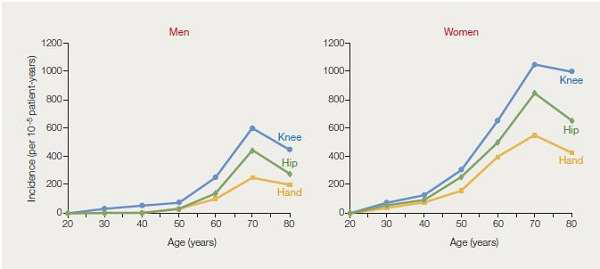 Men
Women
Incidence (per 10⁻⁵ patient-years)
1200
1000
800
600
400
200
0
Knee
Hip
Hand
20 30 40 50 60 70 80
Age (years)
1200
1000
800
600
400
200
0
Knee
Hip
Hand
20 30 40 50 60 70 80
Age (years)